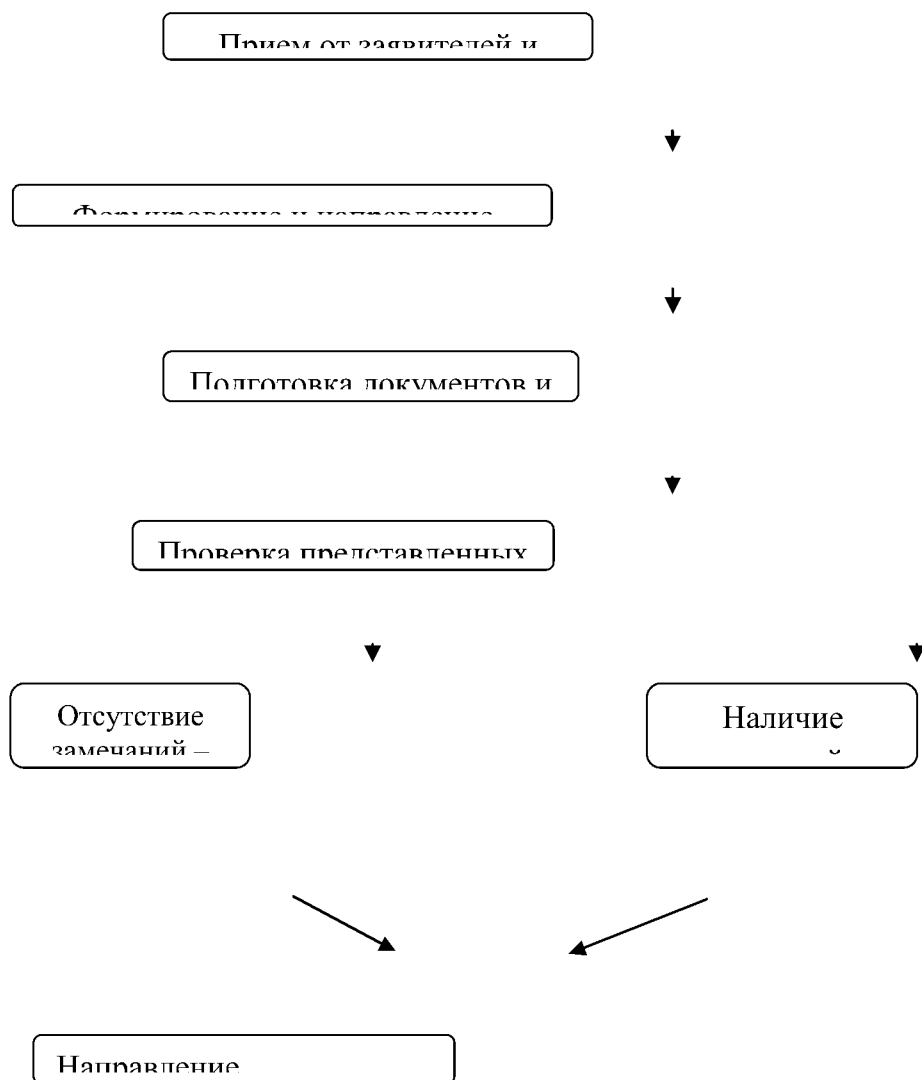 Прием от заявителей и
Формирование и направление
Подготовка документов и
Проверка представленных
Отсутствие
замечаний –
Наличие
Направление